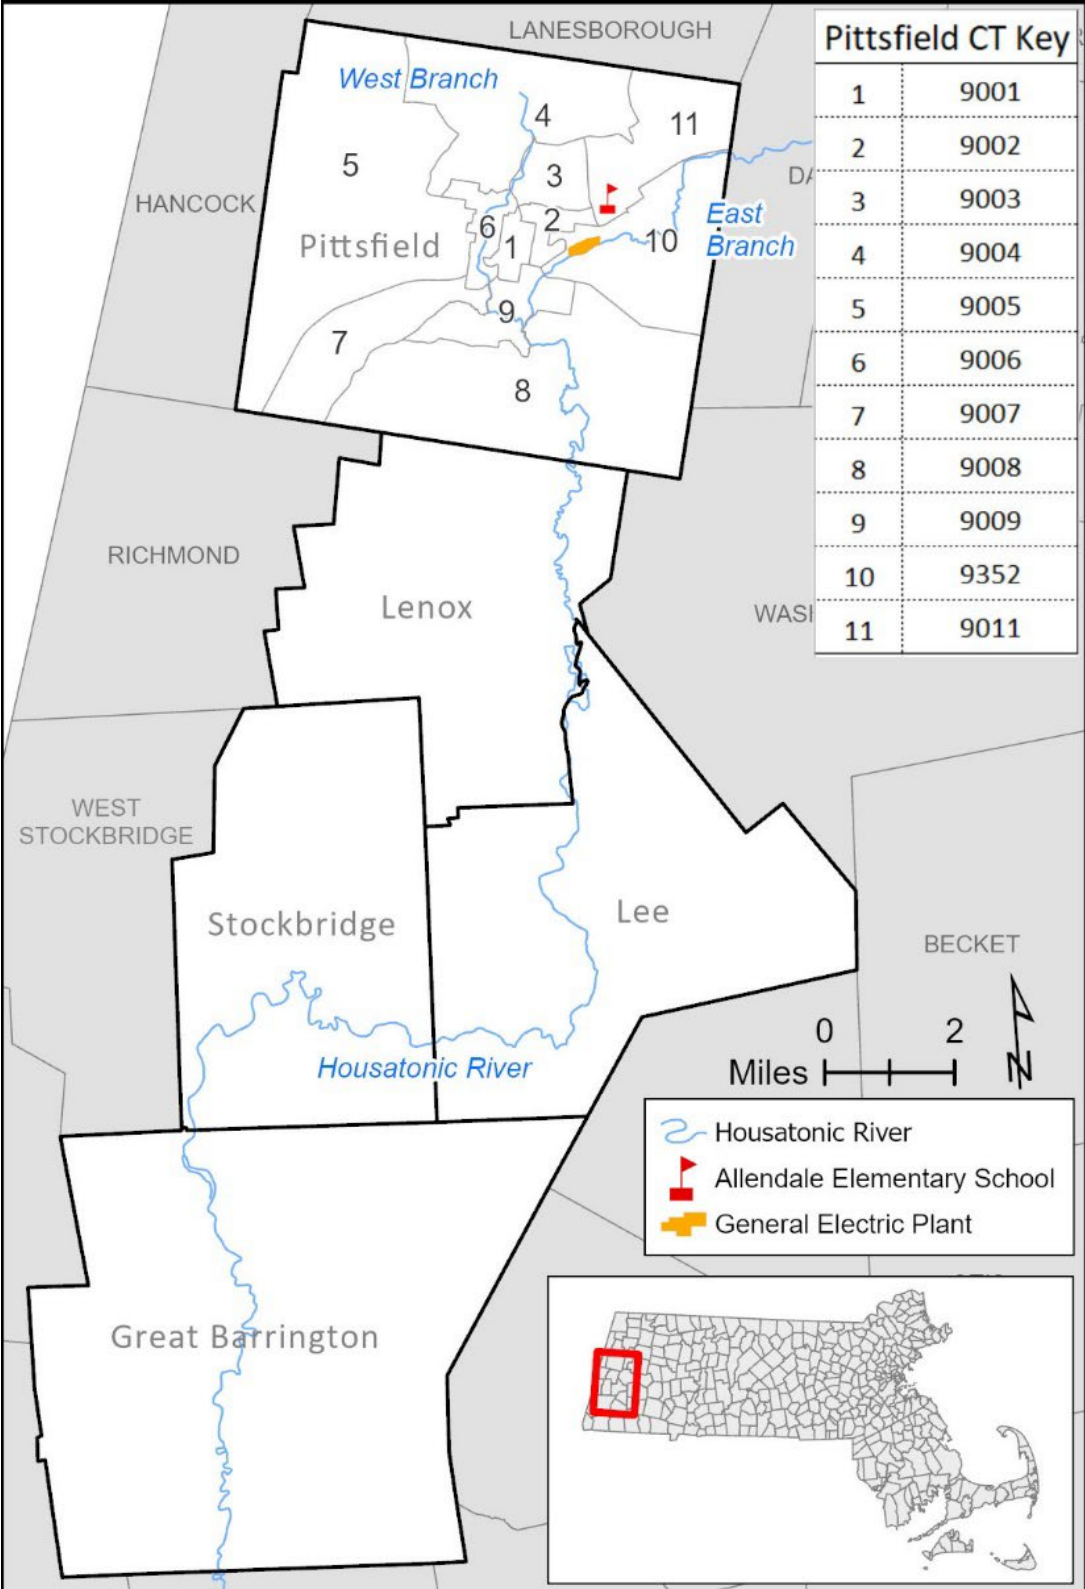 LANESBOROUGH
Pittsfield CT Key
1 9001
2 9002
3 9003
4 9004
5 9005
6 9006
7 9007
8 9008
9 9009
10 9352
11 9011
West Branch
4
11
5
3
HANCOCK
East
Branch
6
2
1
10
Pittsfield
9
7
8
RICHMOND
Lenox
WEST
STOCKBRIDGE
Stockbridge
Lee
BECKET
0 2
Miles
N
Housatonic River
Housatonic River
Allendale Elementary School
General Electric Plant
Great Barrington